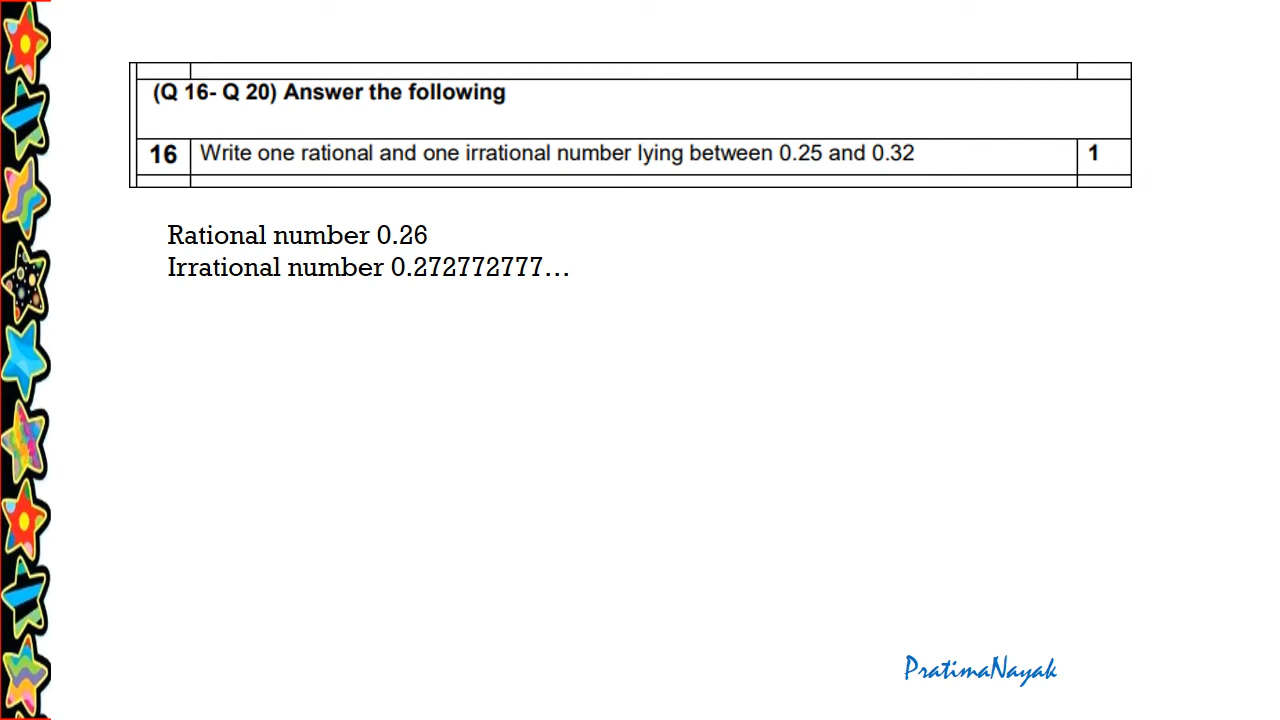 (Q 16- Q 20) Answer the following
16 Write one rational and one irrational number lying between 0.25 and 0.32 1
Rational number 0.26
Irrational number 0.272772777…
PratimaNayak